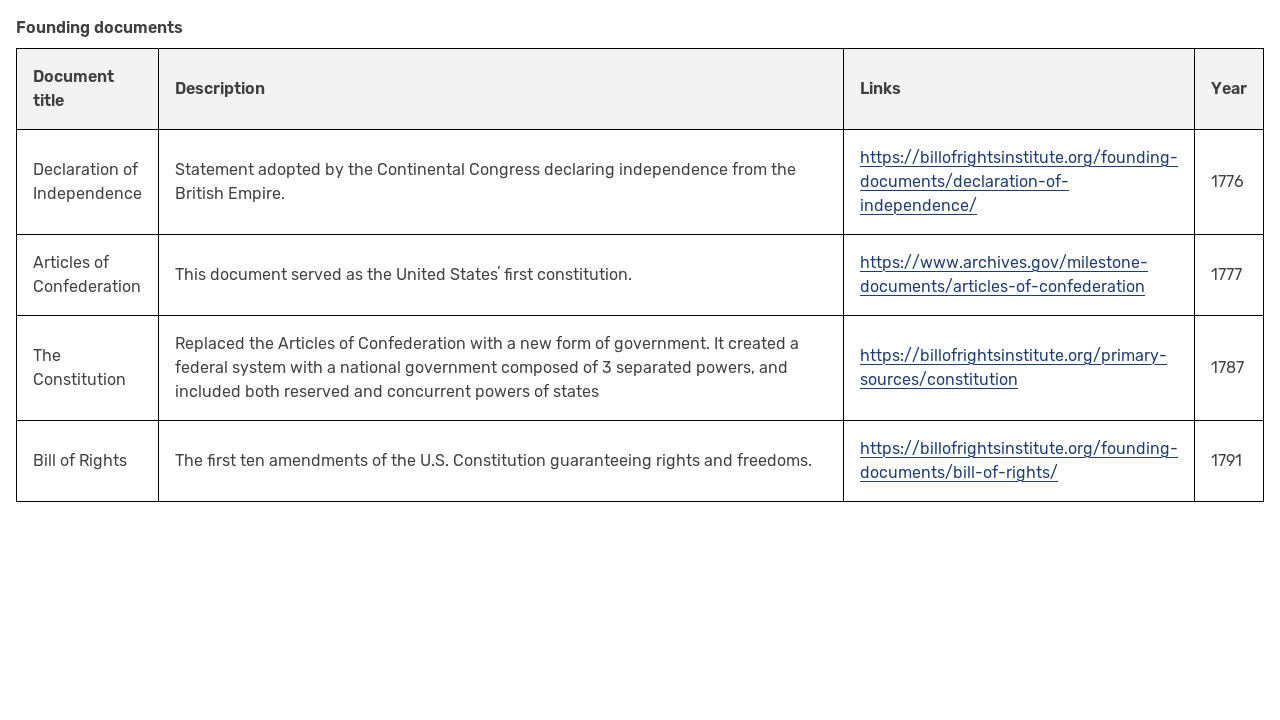 Founding documents
Document
title
Description
Links
Year
Declaration of
Independence
Statement adopted by the Continental Congress declaring independence from the
British Empire.
https://billofrightsinstitute.org/founding-
documents/declaration-of-
independence/
1776
Articles of
Confederation
This document served as the United States’ first constitution.
https://www.archives.gov/milestone-
documents/articles-of-confederation
1777
The
Constitution
Replaced the Articles of Confederation with a new form of government. It created a
federal system with a national government composed of 3 separated powers, and
included both reserved and concurrent powers of states
https://billofrightsinstitute.org/primary-
sources/constitution
1787
Bill of Rights
The first ten amendments of the U.S. Constitution guaranteeing rights and freedoms.
https://billofrightsinstitute.org/founding-
documents/bill-of-rights/
1791